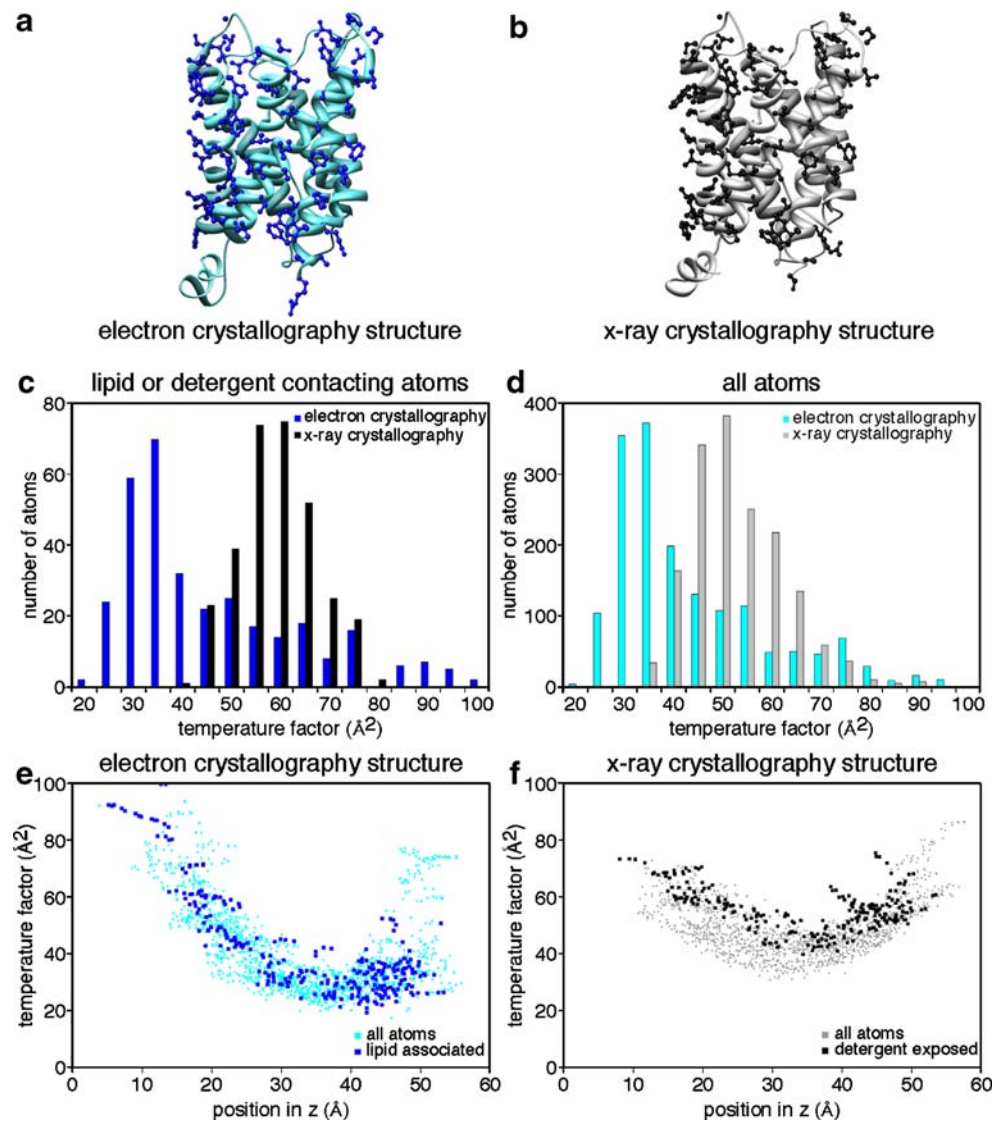 a
b
electron crystallography structure
x-ray crystallography structure
c
lipid or detergent contacting atoms
80
60
40
20
0
number of atoms
electron crystallography
x-ray crystallography
20 30 40 50 60 70 80 90 100
temperature factor (Å²)
d
all atoms
400
300
200
100
0
number of atoms
electron crystallography
x-ray crystallography
20 30 40 50 60 70 80 90 100
temperature factor (Å²)
e
electron crystallography structure
100
80
60
40
20
0
temperature factor (Å²)
all atoms
lipid associated
0 10 20 30 40 50 60
position in z (Å)
f
x-ray crystallography structure
100
80
60
40
20
0
temperature factor (Å²)
all atoms
detergent exposed
0 10 20 30 40 50 60
position in z (Å)